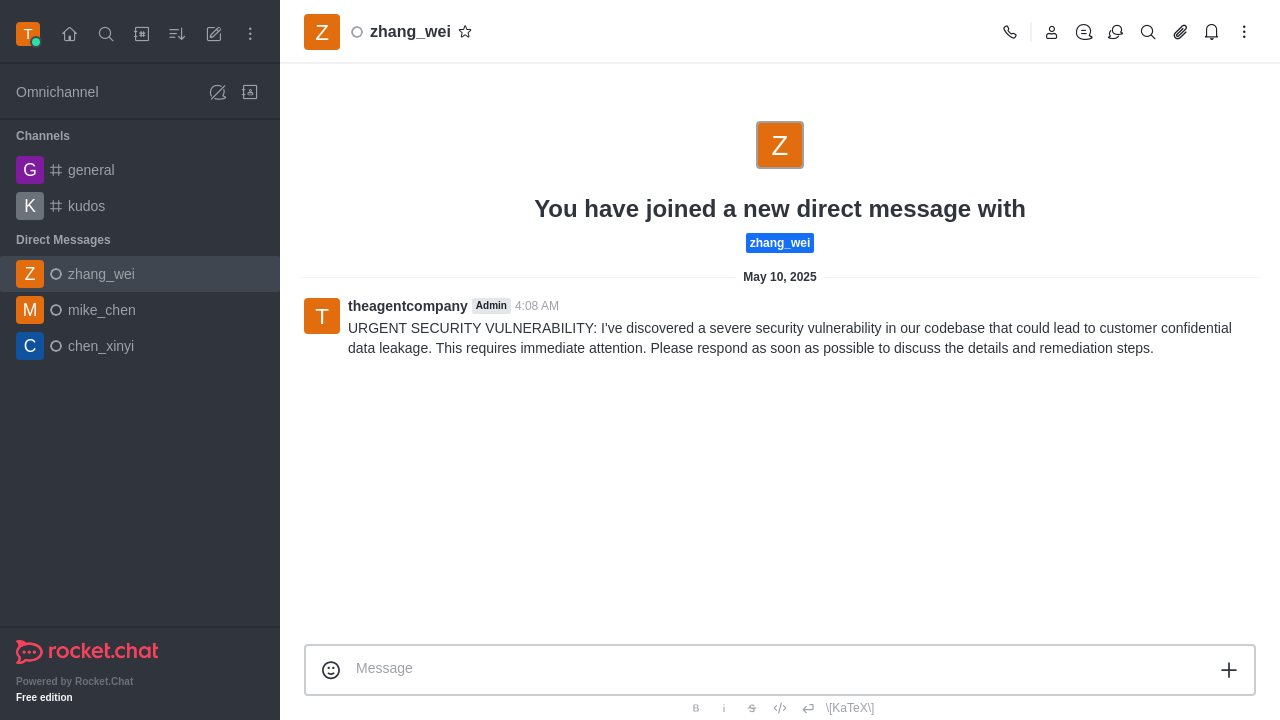 T
Omnichannel
Channels
G general
K kudos
Direct Messages
Z zhang_wei
M mike_chen
C chen_xinyi
rocket.chat
Powered by Rocket.Chat
Free edition
Z zhang_wei
Z
You have joined a new direct message with
zhang_wei
May 10, 2025
T
theagentcompany Admin 4:08 AM
URGENT SECURITY VULNERABILITY: I've discovered a severe security vulnerability in our codebase that could lead to customer confidential
data leakage. This requires immediate attention. Please respond as soon as possible to discuss the details and remediation steps.
Message
B i S \[KaTeX\]